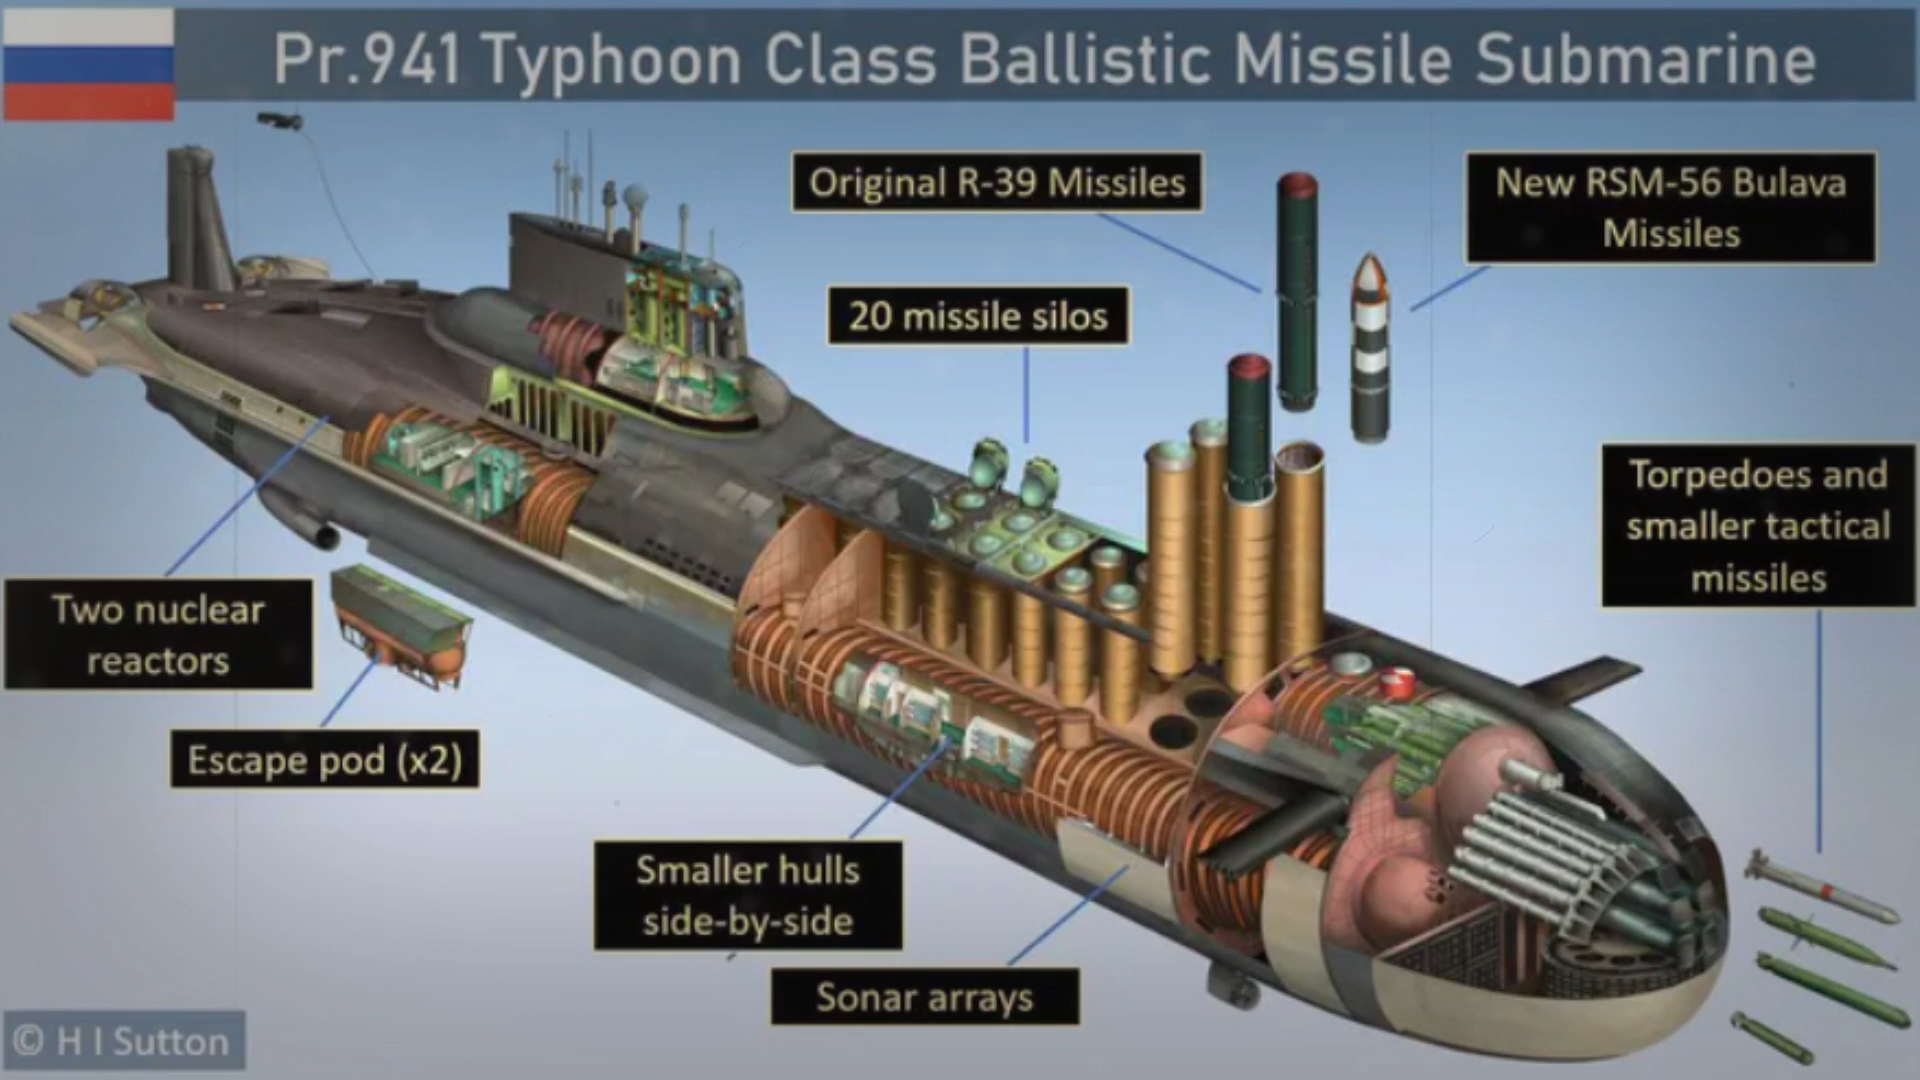 Pr.941 Typhoon Class Ballistic Missile Submarine
Original R-39 Missiles
New RSM-56 Bulava
Missiles
20 missile silos
Torpedoes and
smaller tactical
missiles
Two nuclear
reactors
Escape pod (x2)
Smaller hulls
side-by-side
Sonar arrays
© H I Sutton